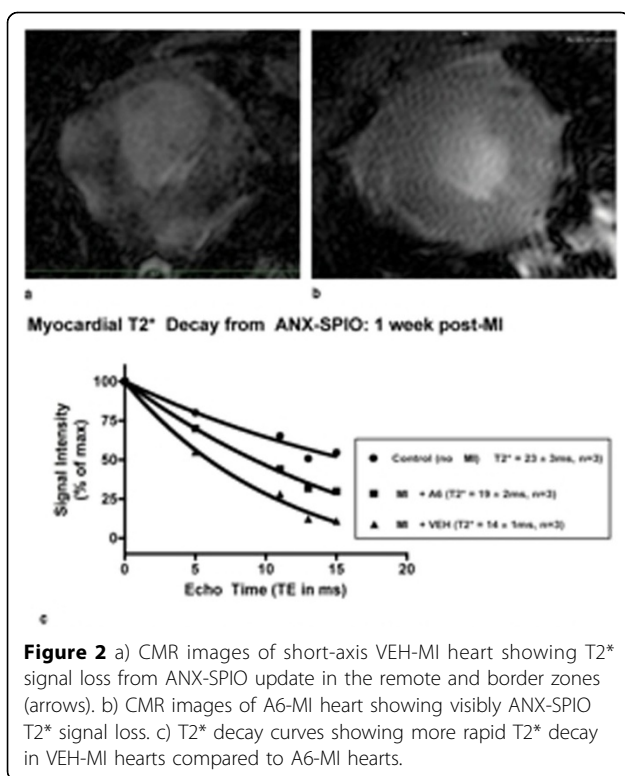 a
b
Myocardial T2* Decay from ANX-SPIO: 1 week post-MI
Signal Intensity
(% of max)
100
75
50
25
0
0
5
10
15
20
Echo Time (TE in ms)
Control (no MI) T2* = 23 ± 3ms, n=3)
MI + A6 (T2* = 19 ± 2ms, n=3)
MI + VEH (T2* = 14 ± 1ms, n=3)
c
Figure 2 a) CMR images of short-axis VEH-MI heart showing T2*
signal loss from ANX-SPIO update in the remote and border zones
(arrows). b) CMR images of A6-MI heart showing visibly ANX-SPIO
T2* signal loss. c) T2* decay curves showing more rapid T2* decay
in VEH-MI hearts compared to A6-MI hearts.